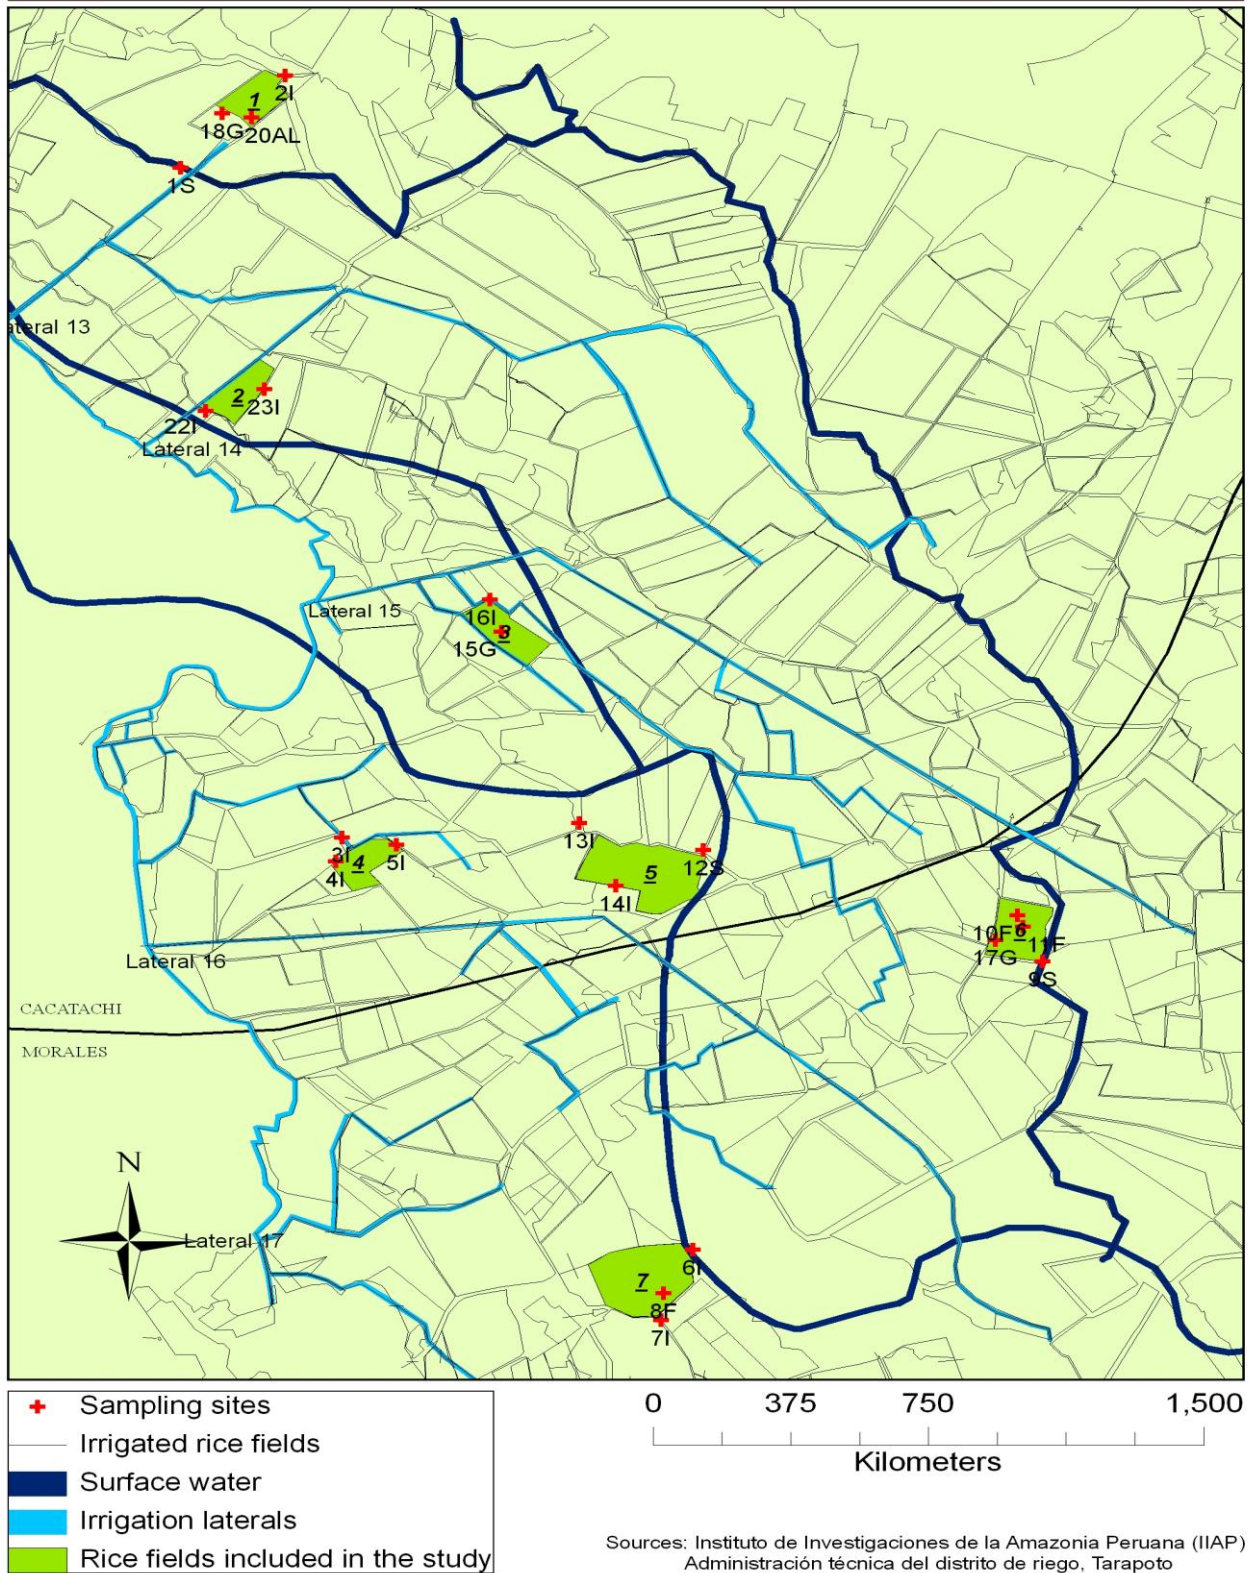 2I
1
18G
20AL
1S
ateral 13
2
23I
22I
Lateral 14
Lateral 15
16I
3
15G
13I
3I
5I
4
4I
5
12S
14I
10F
6
11F
17G
9S
Lateral 16
CACATACHI
MORALES
N
Lateral 17
6I
7
8F
7I
Sampling sites
Irrigated rice fields
Surface water
Irrigation laterals
Rice fields included in the study
0 375 750 1,500
Kilometers
Sources: Instituto de Investigaciones de la Amazonia Peruana (IIAP)
Administración técnica del distrito de riego, Tarapoto